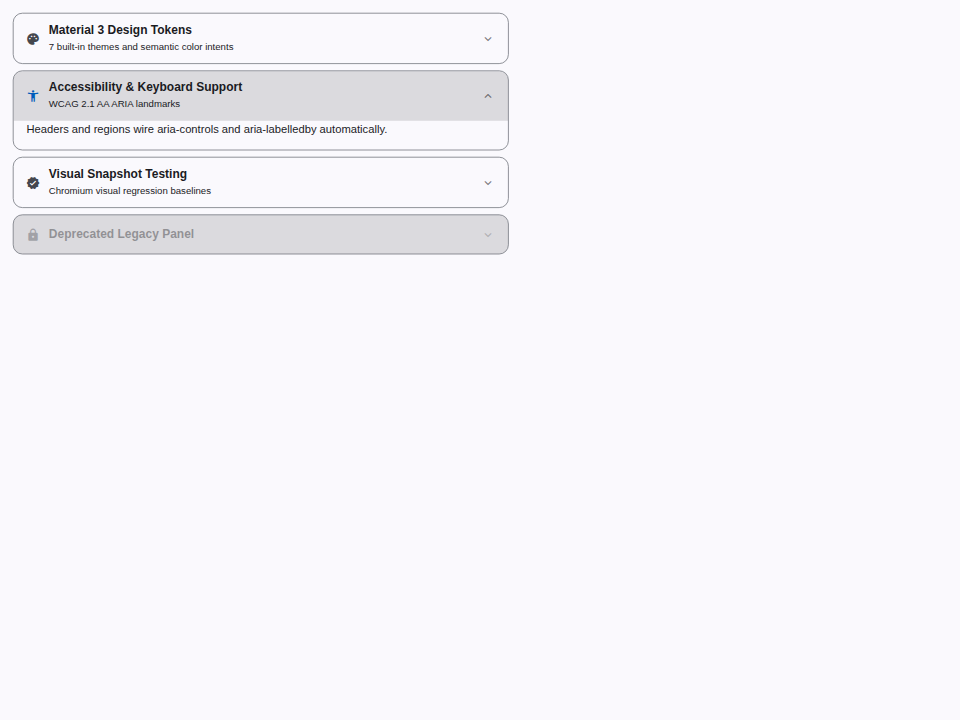 Material 3 Design Tokens
7 built-in themes and semantic color intents
Accessibility & Keyboard Support
WCAG 2.1 AA ARIA landmarks
Headers and regions wire aria-controls and aria-labelledby automatically.
Visual Snapshot Testing
Chromium visual regression baselines
Deprecated Legacy Panel